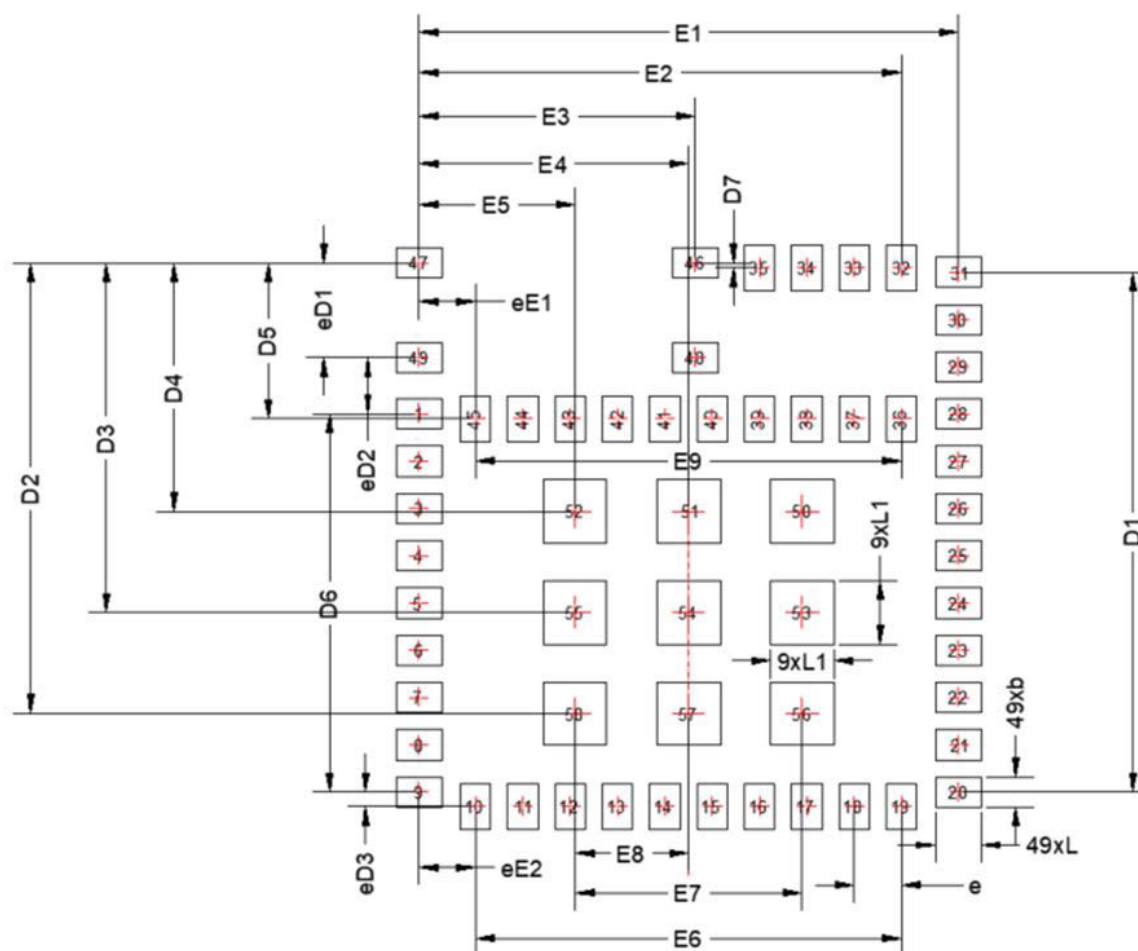 E1
E2
E3
E4
E5
D7
47 46 35 34 33 32 31
eE1
eD1
D5
30
49 48 29
D4
1 45 44 43 42 41 40 39 38 37 36 28
D3
eD2
2 E9 27
D2
3 52 51 50 26
9xL1
D1
4 25
D6
5 55 54 53 24
6 23
9xL1
7 58 57 56 22
49xb
8 21
9 20
10 11 12 13 14 15 16 17 18 19
eD3
eE2
E8
49xL
E7
e
E6